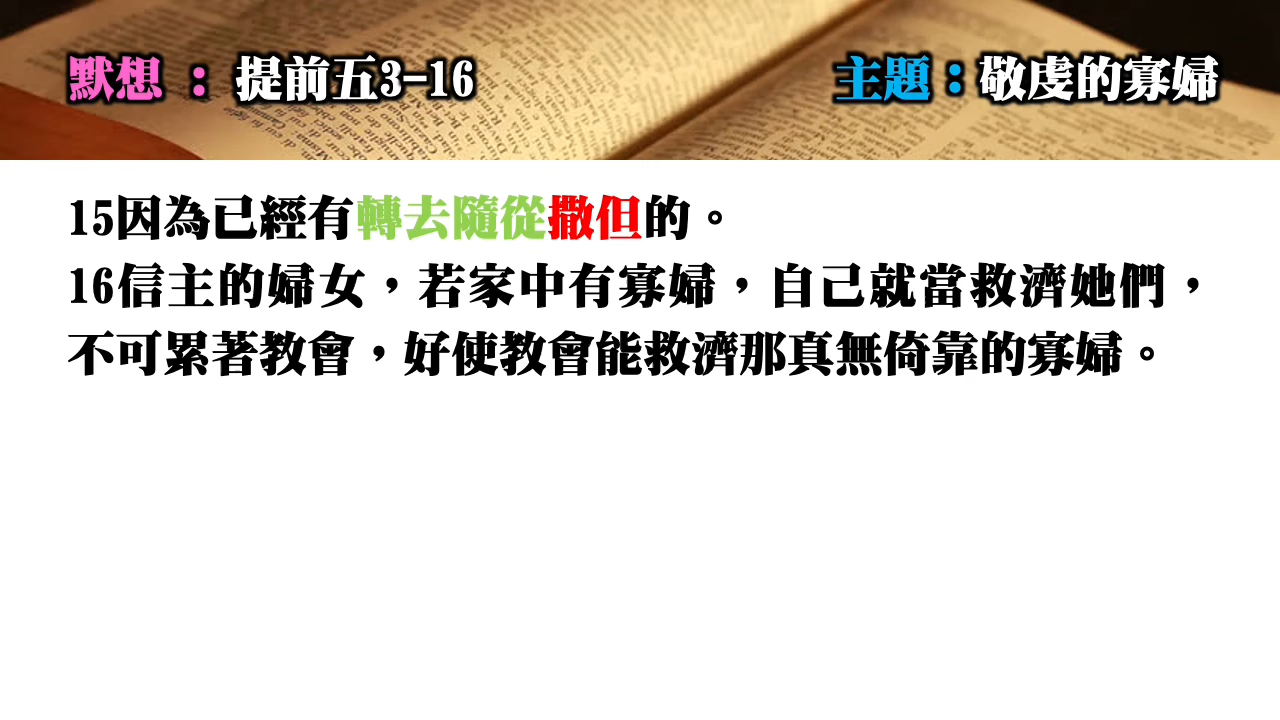 默想 : 提前五3-16
主題：敬虔的寡婦
15因為已經有轉去隨從撒但的。
16信主的婦女，若家中有寡婦，自己就當救濟她們，
不可累著教會，好使教會能救濟那真無倚靠的寡婦。